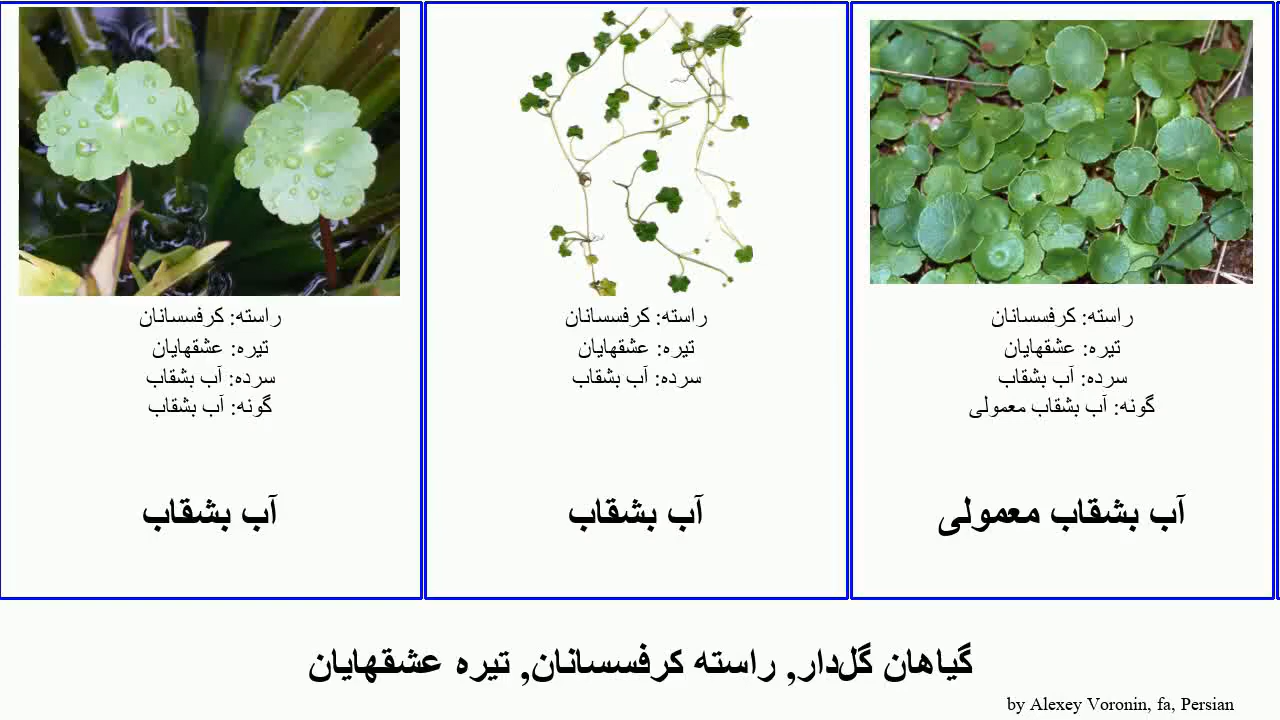 راسته: کرفسسانان
تیره: عشقهایان
سرده: آب بشقاب
گونه: آب بشقاب
آب بشقاب
راسته: کرفسسانان
تیره: عشقهایان
سرده: آب بشقاب
آب بشقاب
راسته: کرفسسانان
تیره: عشقهایان
سرده: آب بشقاب
گونه: آب بشقاب معمولی
آب بشقاب معمولی
گیاهان گل‌دار, راسته کرفسسانان, تیره عشقهایان
by Alexey Voronin, fa, Persian